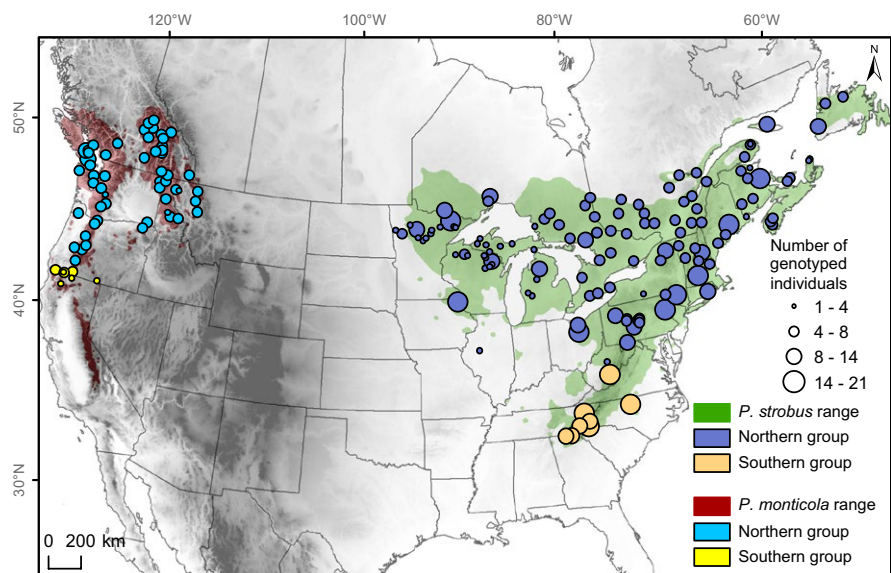 120°W 100°W 80°W 60°W
N
50°N
40°N
30°N
Number of
genotyped
individuals
1 - 4
4 - 8
8 - 14
14 - 21
P. strobus range
Northern group
Southern group
P. monticola range
Northern group
Southern group
0 200 km